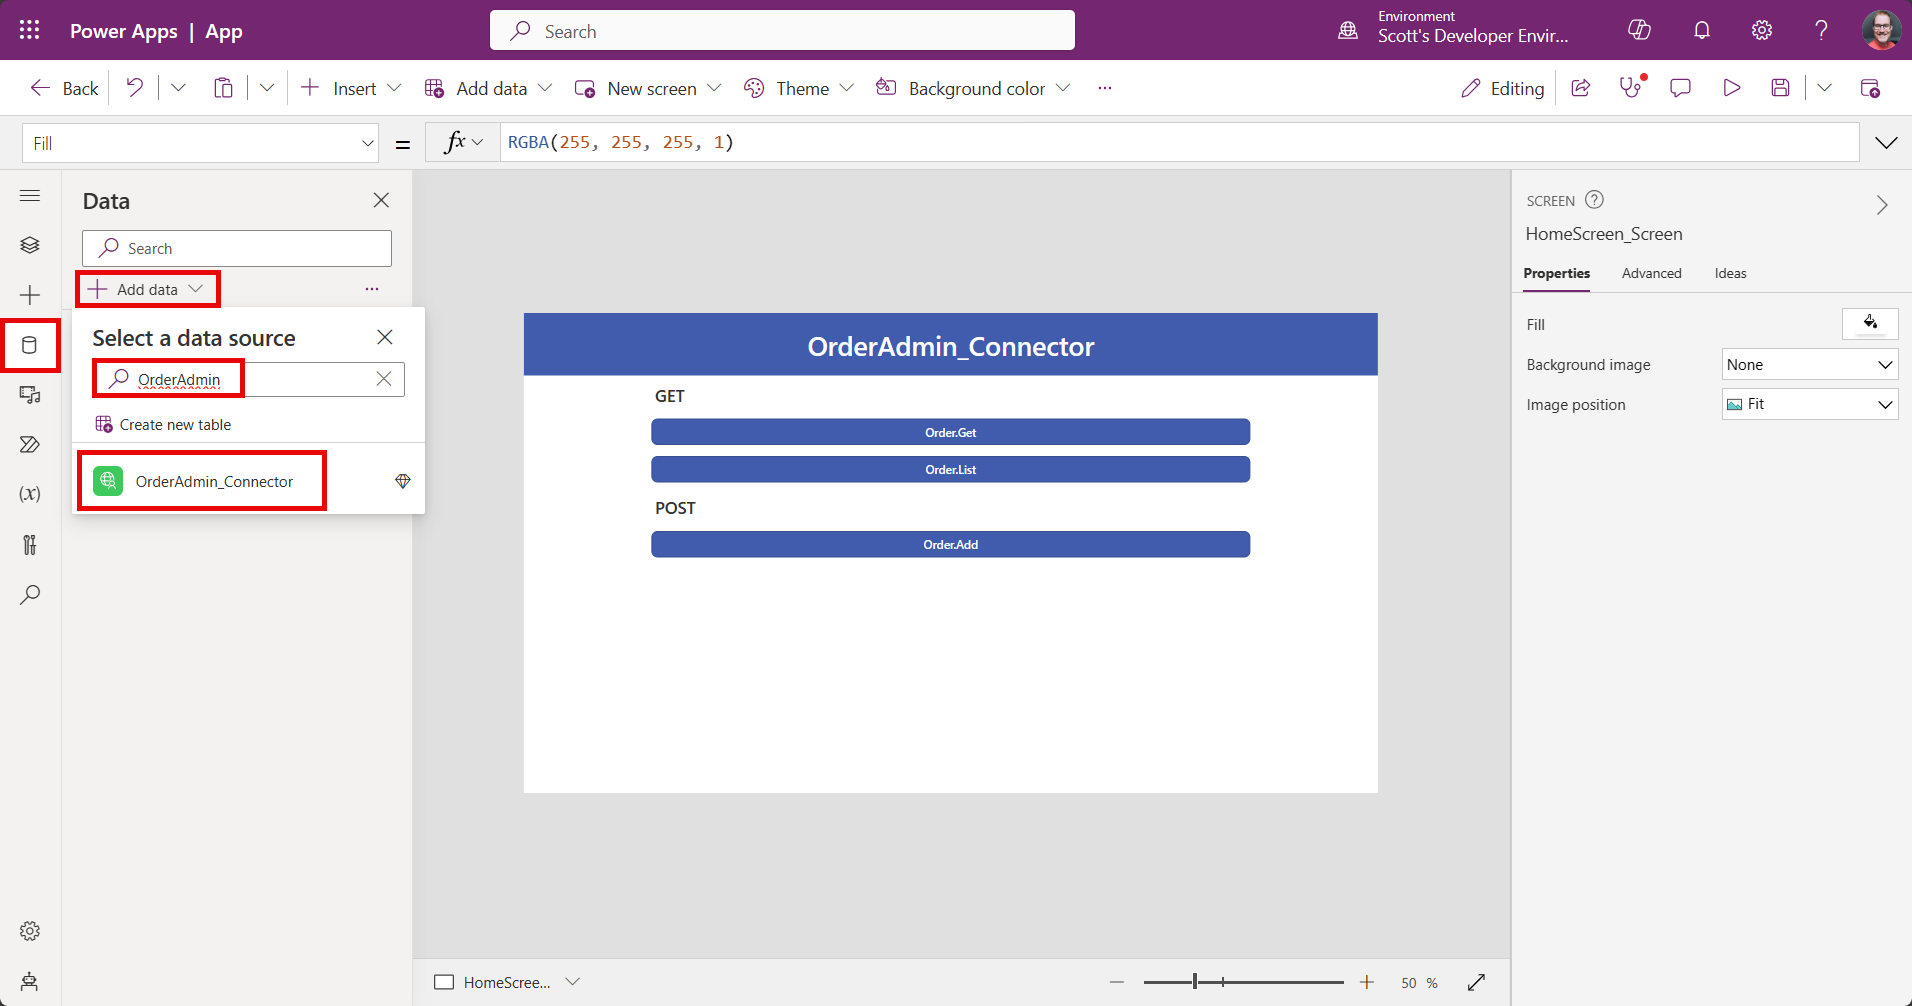 Power Apps | App
Search
Environment
Scott's Developer Envir...
Back
Insert
Add data
New screen
Theme
Background color
...
Editing
Fill
=
fx
RGBA(255, 255, 255, 1)
Data
Search
Add data
...
Select a data source
OrderAdmin
Create new table
OrderAdmin_Connector
(x)
OrderAdmin_Connector
GET
Order.Get
Order.List
POST
Order.Add
SCREEN
HomeScreen_Screen
Properties Advanced Ideas
Fill
Background image None
Image position Fit
HomeScree...
50 %